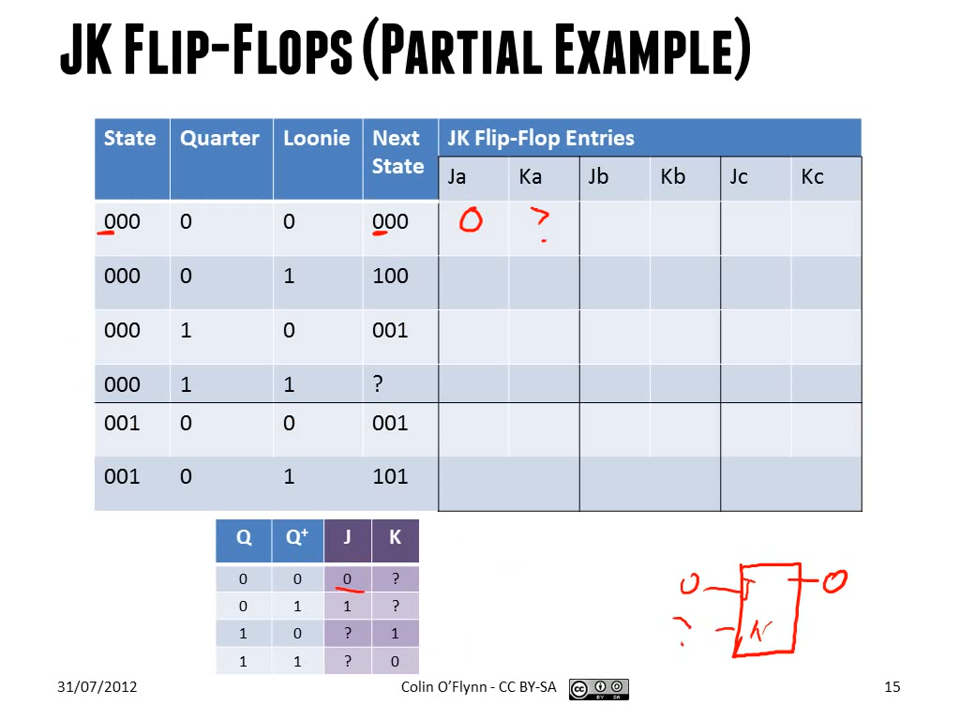 JK Flip-Flops (Partial Example)
State Quarter Loonie Next State JK Flip-Flop Entries
Ja Ka Jb Kb Jc Kc
000 0 0 000 0 ?
000 0 1 100
000 1 0 001
000 1 1 ?
001 0 0 001
001 0 1 101
Q Q+ J K
0 0 0 ?
0 1 1 ?
1 0 ? 1
1 1 ? 0
0 J 0
? K
31/07/2012 Colin O'Flynn - CC BY-SA cc BY SA 15